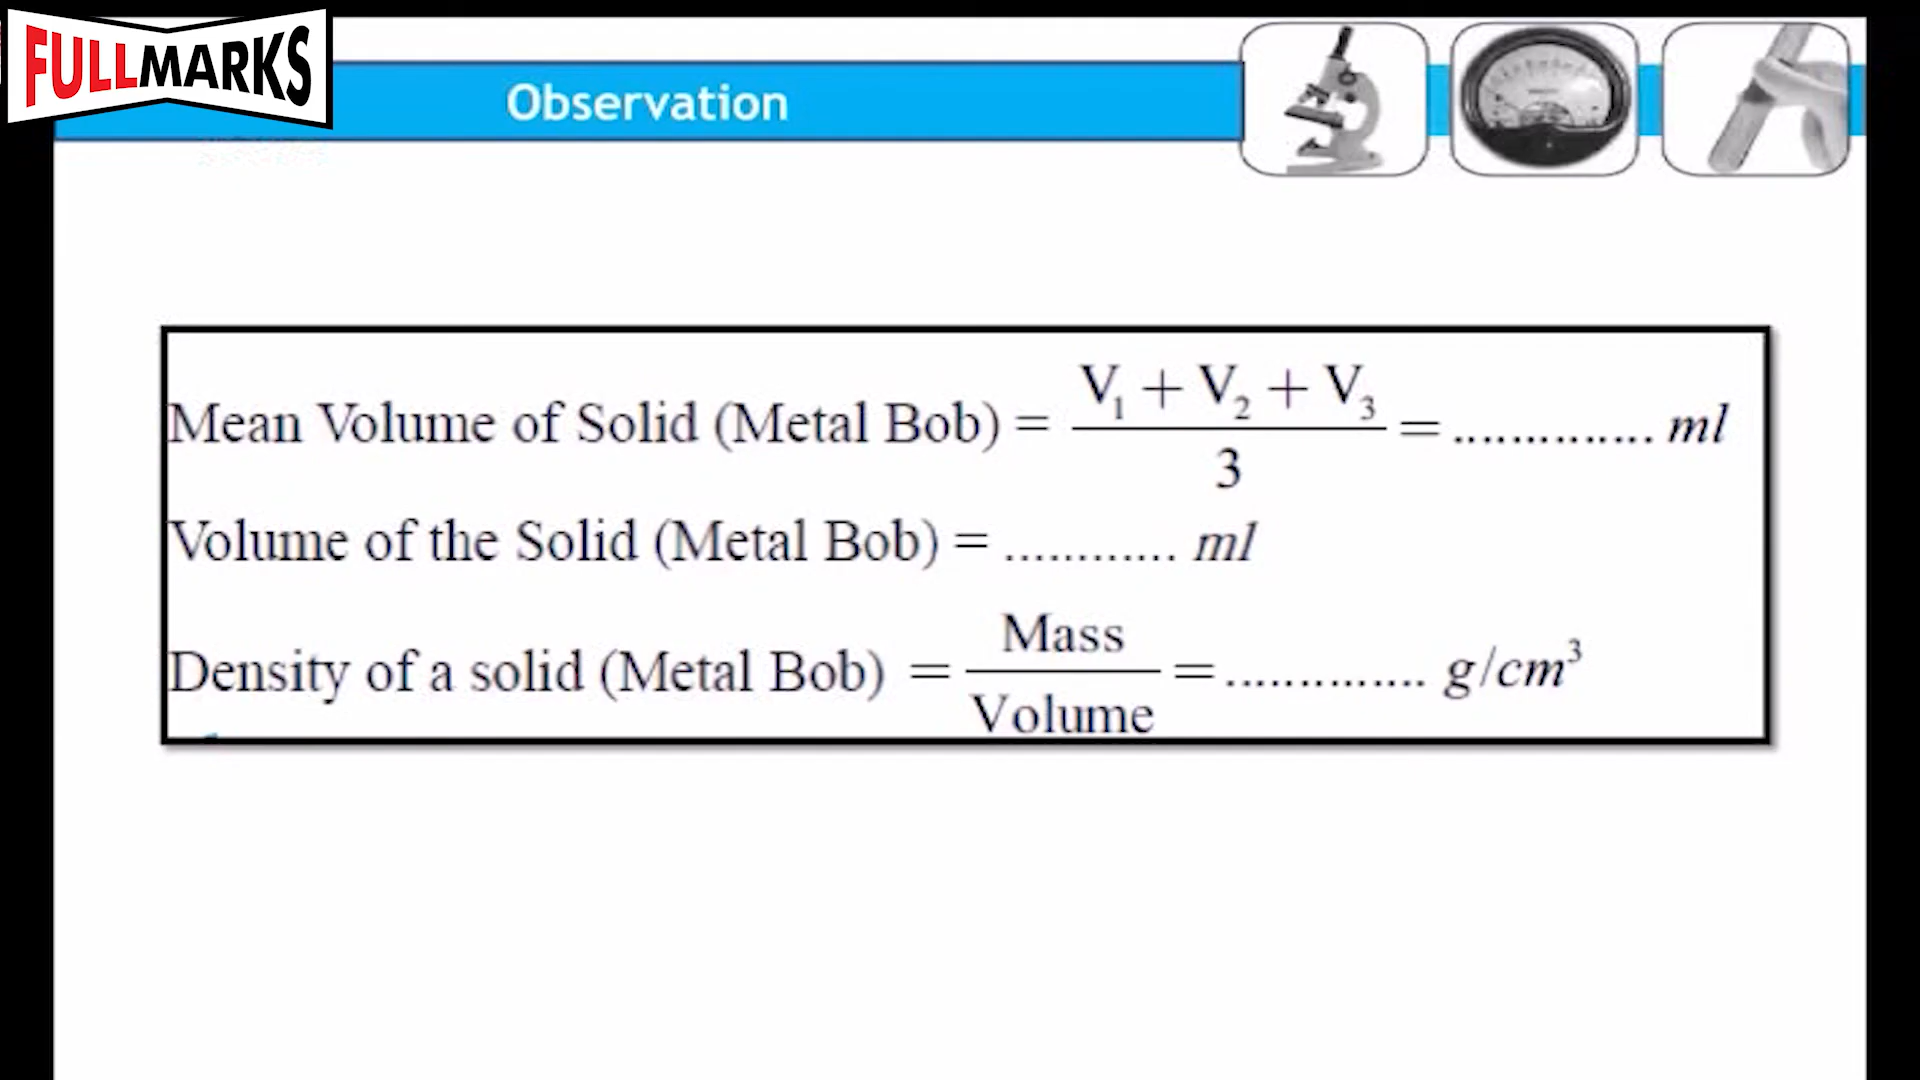 FULLMARKS
Observation
Mean Volume of Solid (Metal Bob) = (V₁ + V₂ + V₃) / 3 = .............. ml
Volume of the Solid (Metal Bob) = ............ ml
Density of a solid (Metal Bob) = Mass / Volume = .............. g/cm³